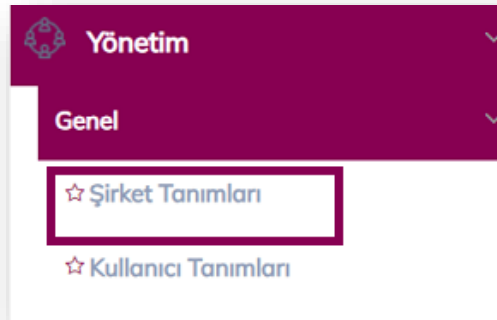 Yönetim
Genel
Şirket Tanımları
Kullanıcı Tanımları